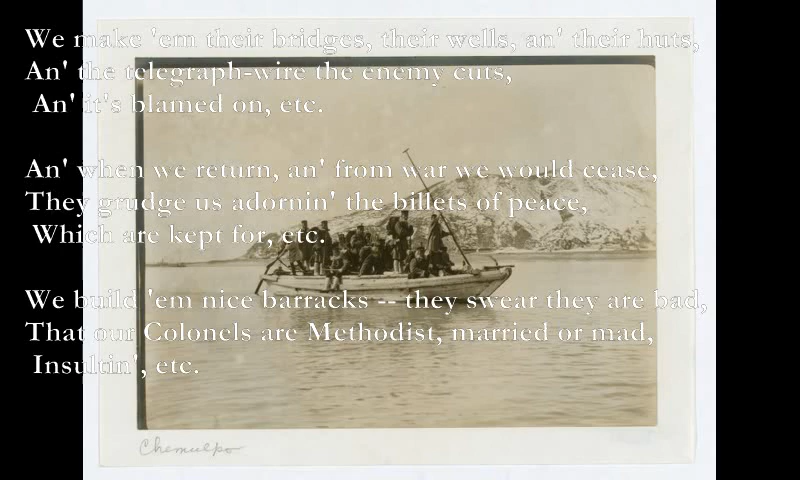 We make 'em their bridges, their wells, an' their huts,
An' the telegraph-wire the enemy cuts,
An' it's blamed on, etc.
An' when we return, an' from war we would cease,
They grudge us adornin' the billets of peace,
Which are kept for, etc.
We build 'em nice barracks -- they swear they are bad,
That our Colonels are Methodist, married or mad,
Insultin', etc.
Chemulpo